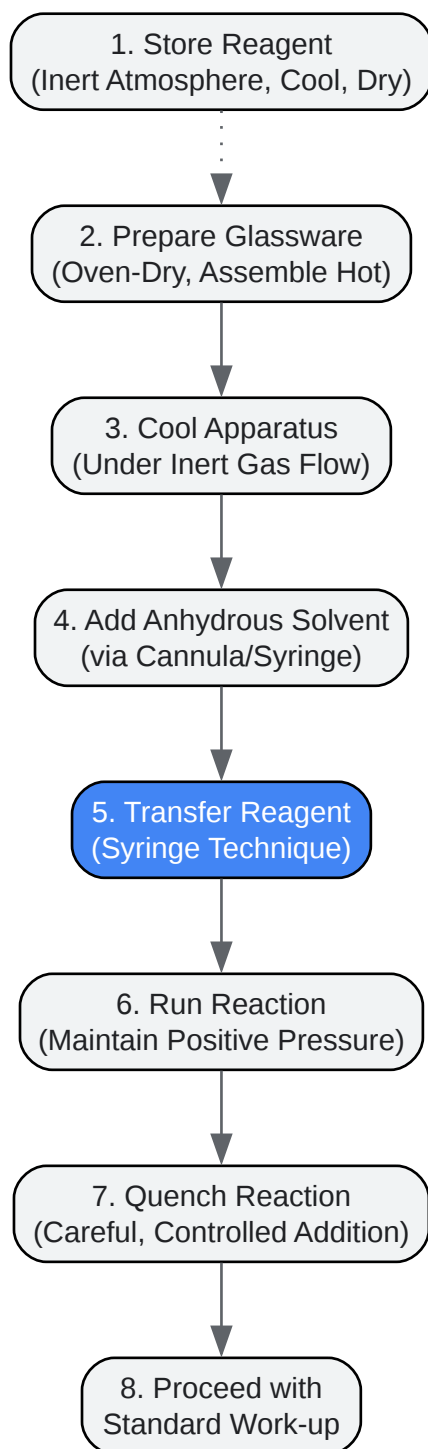 1. Store Reagent
(Inert Atmosphere, Cool, Dry)
2. Prepare Glassware
(Oven-Dry, Assemble Hot)
3. Cool Apparatus
(Under Inert Gas Flow)
4. Add Anhydrous Solvent
(via Cannula/Syringe)
5. Transfer Reagent
(Syringe Technique)
6. Run Reaction
(Maintain Positive Pressure)
7. Quench Reaction
(Careful, Controlled Addition)
8. Proceed with
Standard Work-up